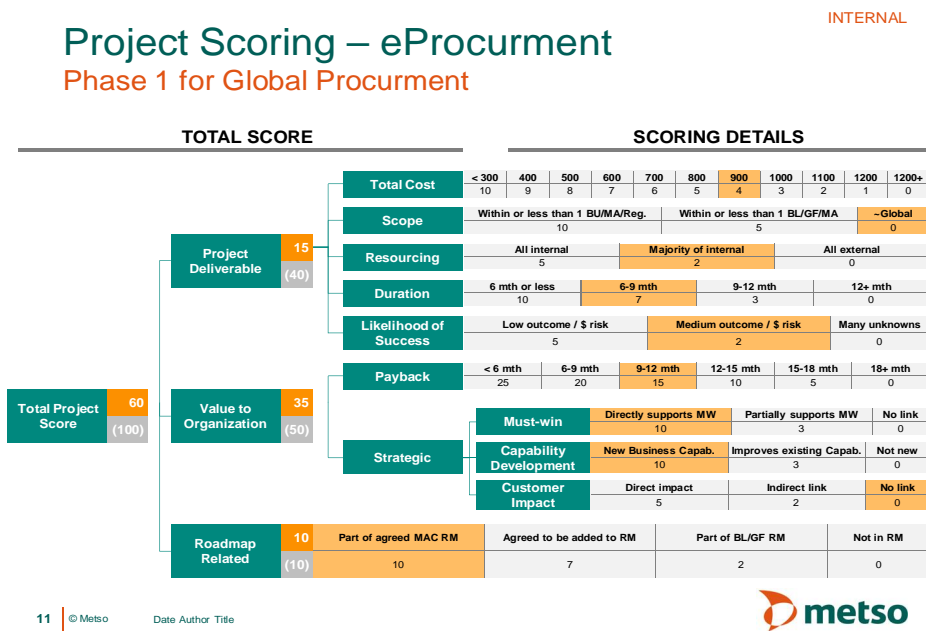 INTERNAL
Project Scoring – eProcurment
Phase 1 for Global Procurment
TOTAL SCORE
SCORING DETAILS
Total Cost
< 300 400 500 600 700 800 900 1000 1100 1200 1200+
10 9 8 7 6 5 4 3 2 1 0
Scope
Within or less than 1 BU/MA/Reg. Within or less than 1 BL/GF/MA ~Global
10 5 0
Project
Deliverable
15
(40)
Resourcing
All internal Majority of internal All external
5 2 0
Duration
6 mth or less 6-9 mth 9-12 mth 12+ mth
10 7 3 0
Likelihood of
Success
Low outcome / $ risk Medium outcome / $ risk Many unknowns
5 2 0
Payback
< 6 mth 6-9 mth 9-12 mth 12-15 mth 15-18 mth 18+ mth
25 20 15 10 5 0
Total Project
Score
60
(100)
Value to
Organization
35
(50)
Strategic
Must-win
Directly supports MW Partially supports MW No link
10 3 0
Capability
Development
New Business Capab. Improves existing Capab. Not new
10 3 0
Customer
Impact
Direct impact Indirect link No link
5 2 0
Roadmap
Related
10
(10)
Part of agreed MAC RM Agreed to be added to RM Part of BL/GF RM Not in RM
10 7 2 0
11 © Metso Date Author Title
metso